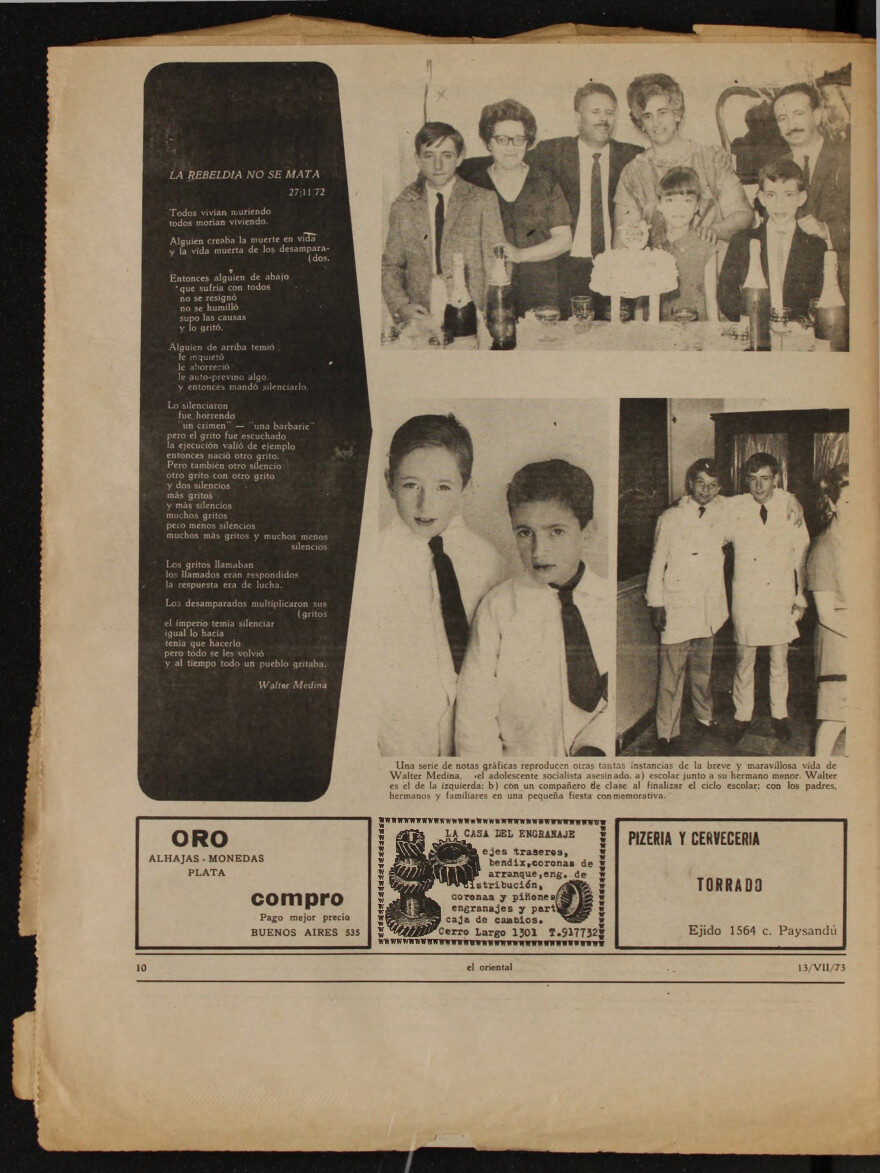 LA REBELDIA NO SE MATA
27|11|72
Todos vivían muriendo
todos morían viviendo.
Alguien creaba la muerte en vida
y la vida muerta de los desampara-
(dos.
Entonces alguien de abajo
que sufría con todos
no se resignó
no se humilló
supo las causas
y lo gritó.
Alguien de arriba temió
le inquietó
le aborreció
le auto-previno algo
y entonces mandó silenciarlo.
Lo silenciaron
fue horrendo
"un crimen" — "una barbarie"
pero el grito fue escuchado
la ejecución valió de ejemplo
entonces nació otro grito.
Pero también otro silencio
otro grito con otro grito
y dos silencios
más gritos
y más silencios
muchos gritos
pero menos silencios
muchos más gritos y muchos menos
silencios
Los gritos llamaban
los llamados eran respondidos
la respuesta era de lucha.
Los desamparados multiplicaron sus
(gritos
el imperio temía silenciar
igual lo hacía
tenía que hacerlo
pero todo se les volvió
y al tiempo todo un pueblo gritaba.
Walter Medina
Una serie de notas gráficas reproducen otras tantas instancias de la breve y maravillosa vida de
Walter Medina, el adolescente socialista asesinado. a) escolar junto a su hermano menor. Walter
es el de la izquierda; b) con un compañero de clase al finalizar el ciclo escolar; con los padres,
hermanos y familiares en una pequeña fiesta conmemorativa.
ORO
ALHAJAS - MONEDAS
PLATA
compro
Pago mejor precio
BUENOS AIRES 535
LA CASA DEL ENGRANAJE
ejes traseros,
bendix,coronas de
arranque,eng. de
distribución,
coronas y piñones
engranajes y part
caja de cambios.
Cerro Largo 1301 T.917732
PIZERIA Y CERVECERIA
TORRADO
Ejido 1564 c. Paysandú
10
el oriental
13/VII/73